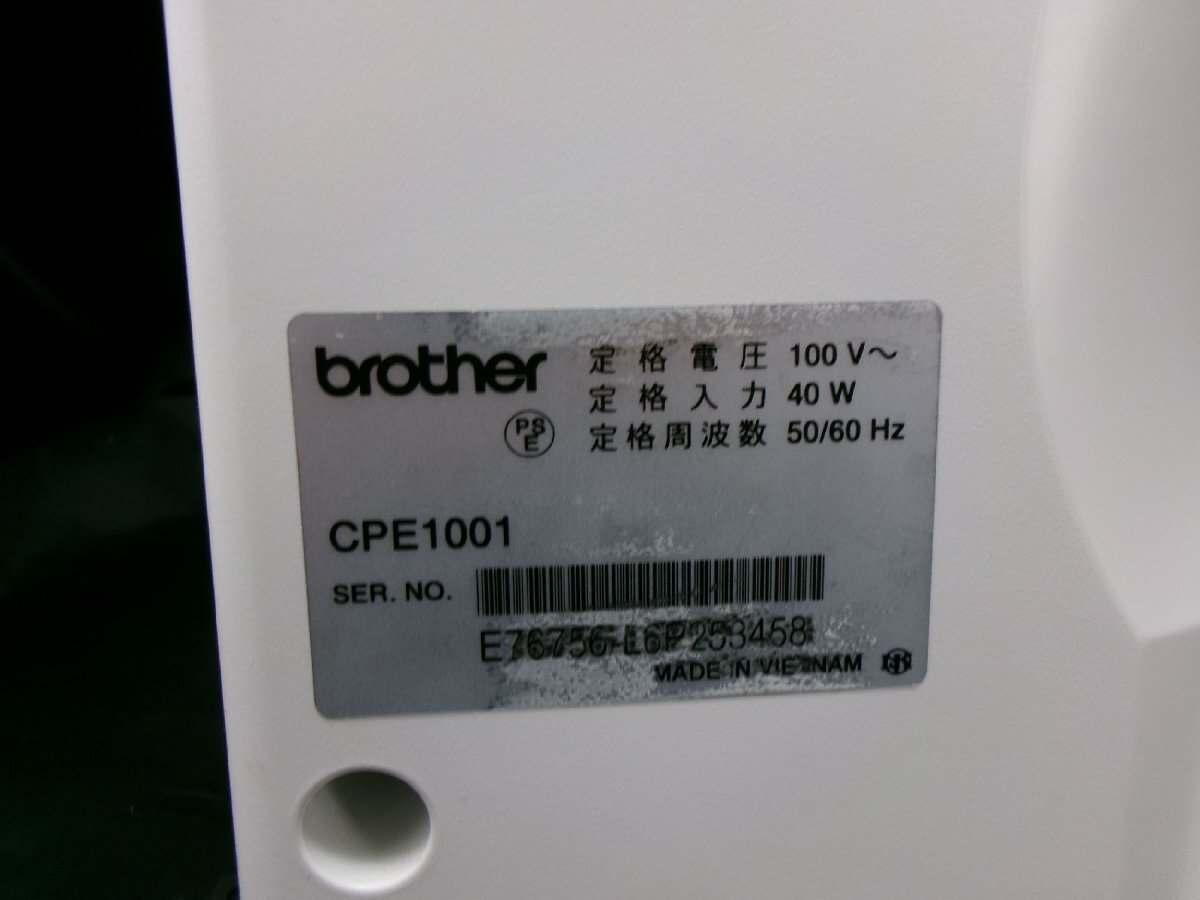 brother
定格電圧 100 V～
定格入力 40 W
PSE
定格周波数 50/60 Hz
CPE1001
SER. NO.
E76756-L6P253458
MADE IN VIETNAM